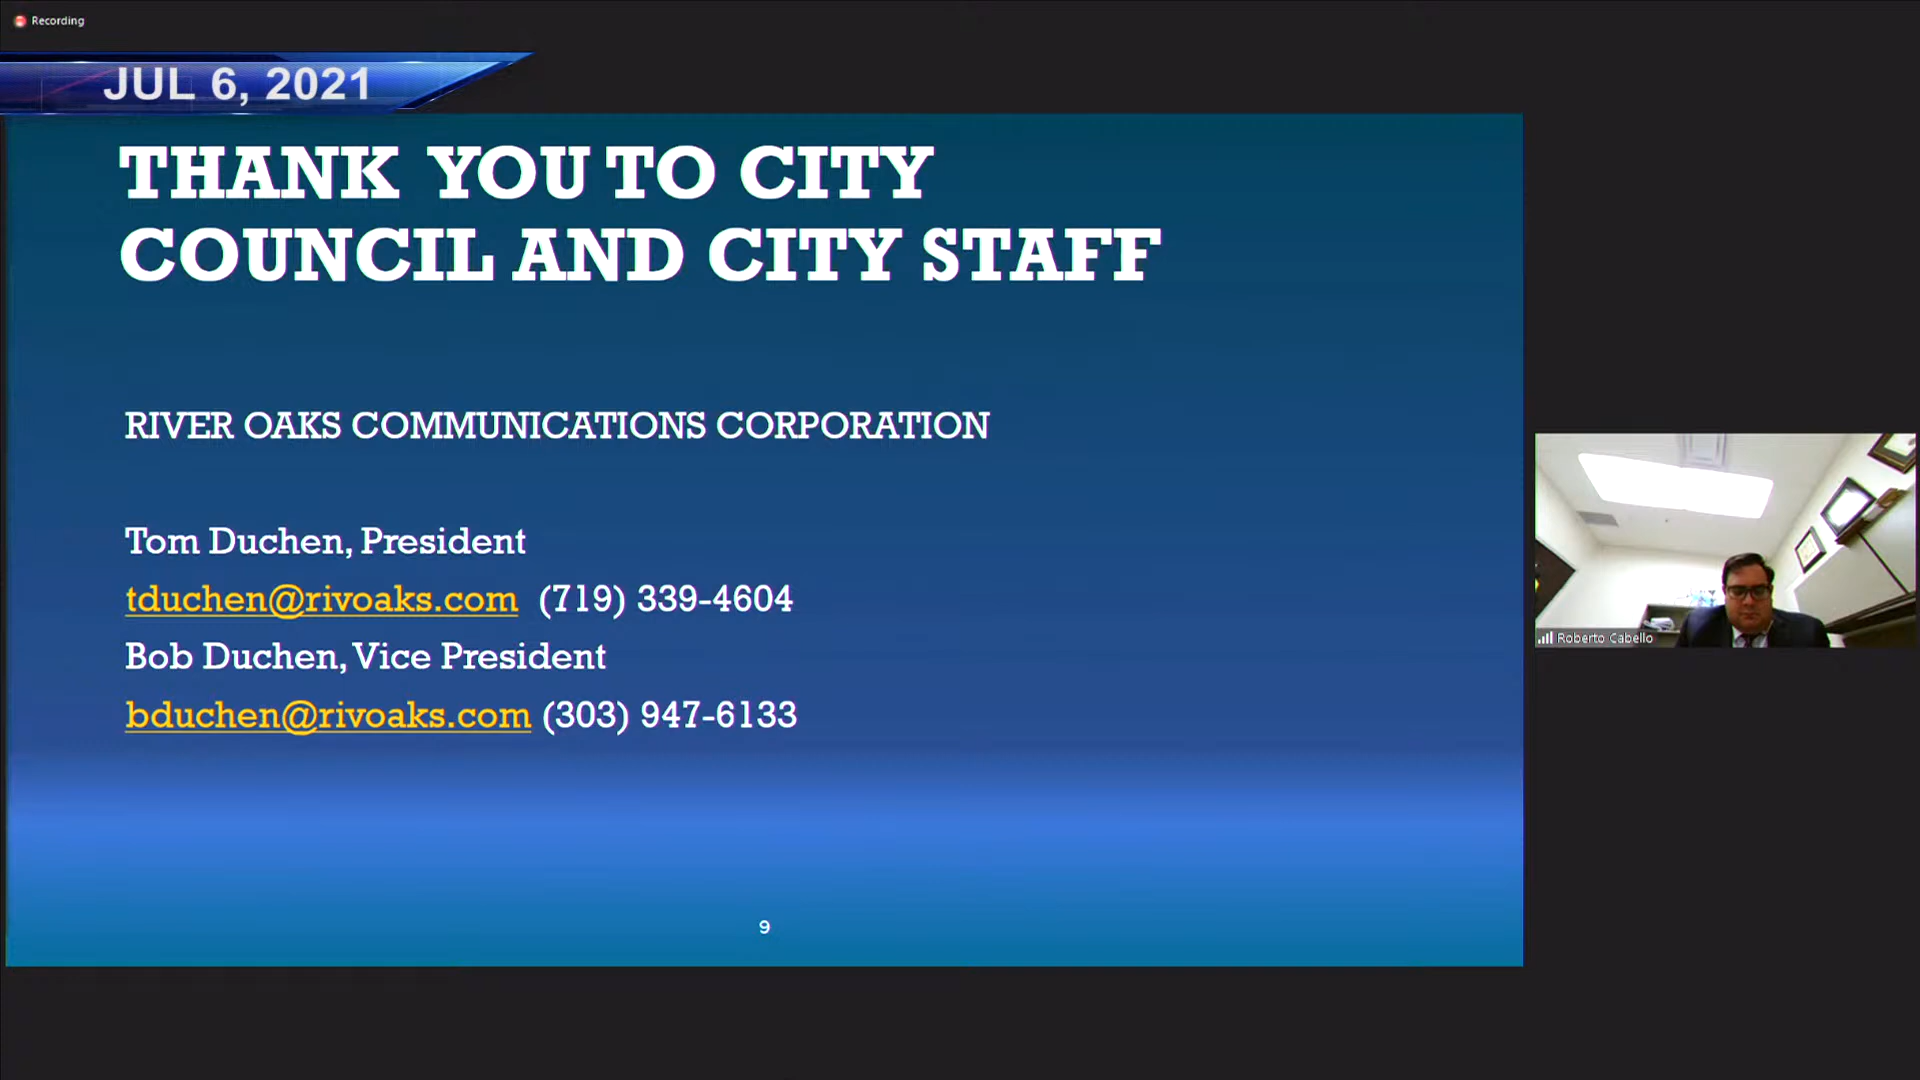 Recording
JUL 6, 2021
THANK YOU TO CITY
COUNCIL AND CITY STAFF
RIVER OAKS COMMUNICATIONS CORPORATION
Tom Duchen, President
tduchen@rivoaks.com (719) 339-4604
Bob Duchen, Vice President
bduchen@rivoaks.com (303) 947-6133
Roberto Cabello
9